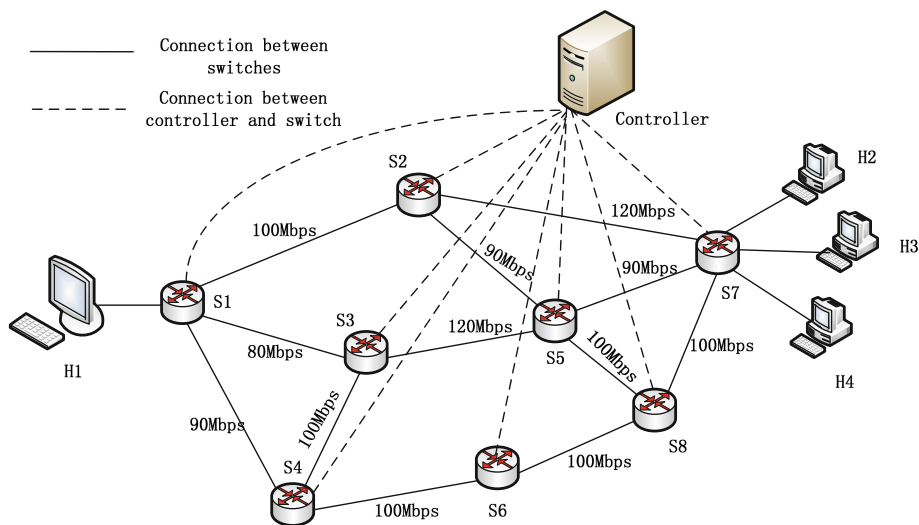 Connection between
switches
Connection between
controller and switch
Controller
S2
H2
120Mbps
100Mbps
H3
90Mbps
90Mbps
S7
S1
S3
120Mbps
S5
H1
80Mbps
100Mbps
100Mbps
H4
90Mbps
100Mbps
S8
S4
100Mbps
100Mbps
S6